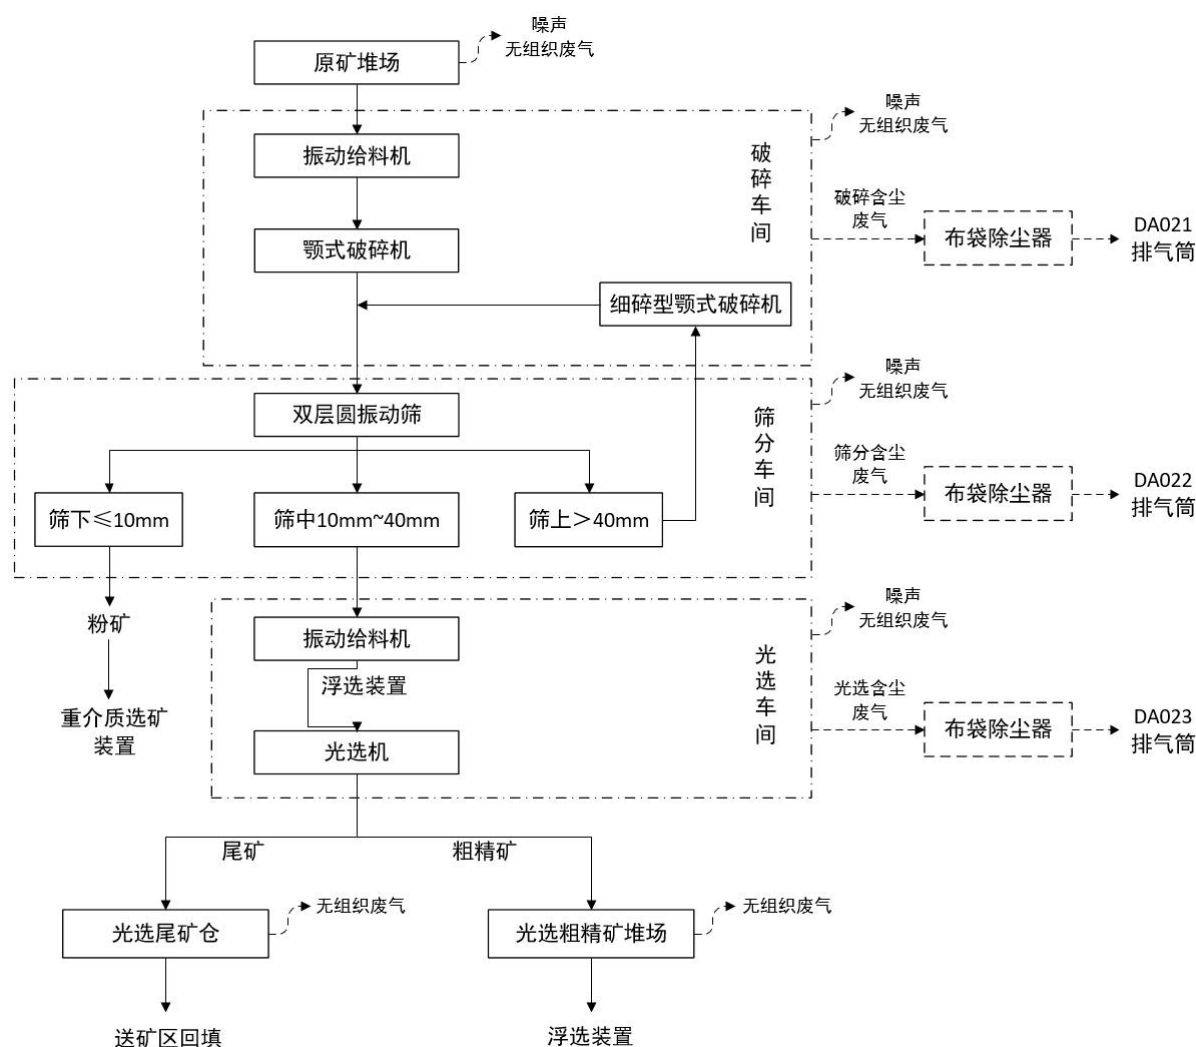 噪声
无组织废气
原矿堆场
噪声
无组织废气
振动给料机
破碎车间
破碎含尘
废气
布袋除尘器
DA021
排气筒
颚式破碎机
细碎型颚式破碎机
噪声
无组织废气
双层圆振动筛
筛分车间
筛分含尘
废气
布袋除尘器
DA022
排气筒
筛下≤10mm
筛中10mm~40mm
筛上＞40mm
噪声
无组织废气
粉矿
振动给料机
光选车间
浮选装置
光选含尘
废气
布袋除尘器
DA023
排气筒
重介质选矿
装置
光选机
尾矿
粗精矿
无组织废气
无组织废气
光选尾矿仓
光选粗精矿堆场
送矿区回填
浮选装置